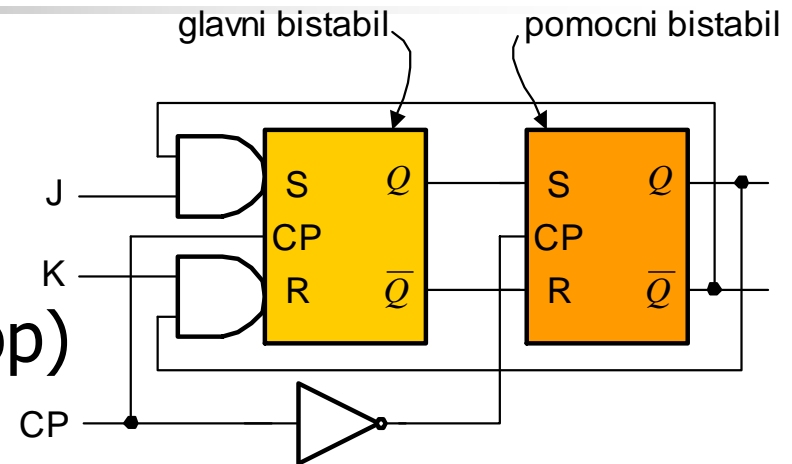 glavni bistabil
pomocni bistabil
J
S
Q
S
Q
CP
CP
K
R
Q̅
R
Q̅
op)
CP